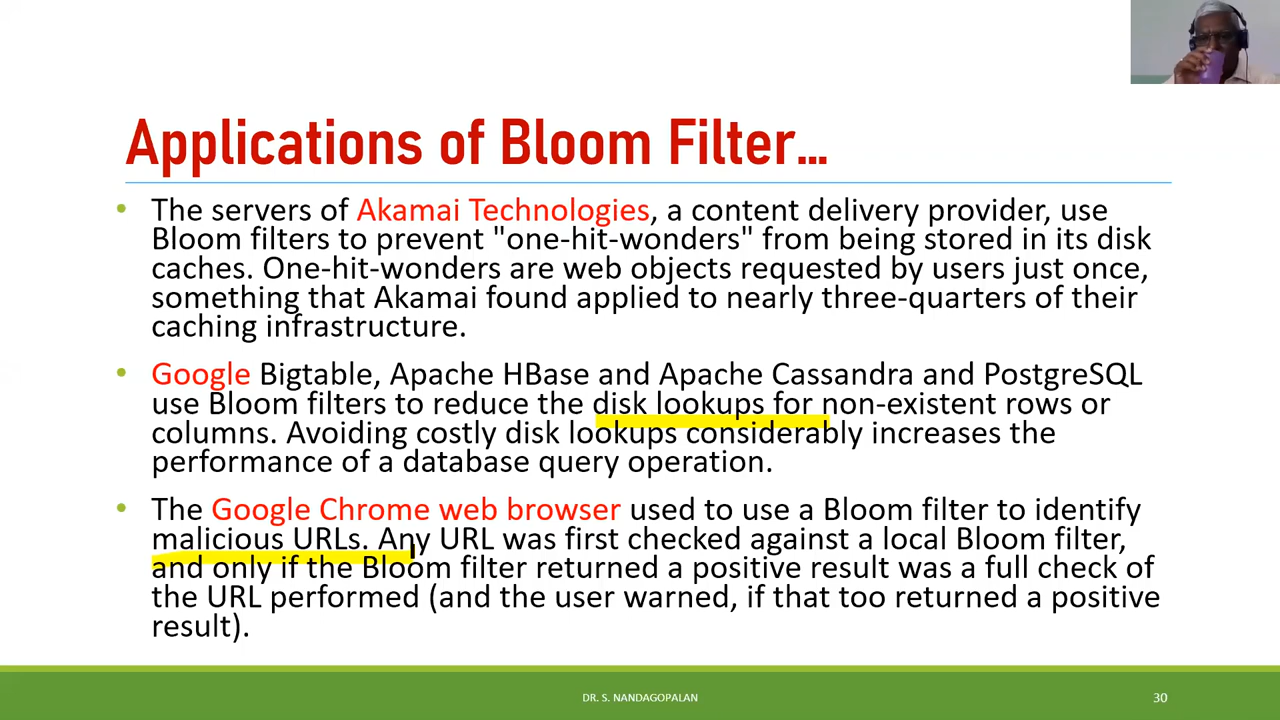 Applications of Bloom Filter...
• The servers of Akamai Technologies, a content delivery provider, use
Bloom filters to prevent "one-hit-wonders" from being stored in its disk
caches. One-hit-wonders are web objects requested by users just once,
something that Akamai found applied to nearly three-quarters of their
caching infrastructure.
• Google Bigtable, Apache HBase and Apache Cassandra and PostgreSQL
use Bloom filters to reduce the disk lookups for non-existent rows or
columns. Avoiding costly disk lookups considerably increases the
performance of a database query operation.
• The Google Chrome web browser used to use a Bloom filter to identify
malicious URLs. Any URL was first checked against a local Bloom filter,
and only if the Bloom filter returned a positive result was a full check of
the URL performed (and the user warned, if that too returned a positive
result).
DR. S. NANDAGOPALAN
30